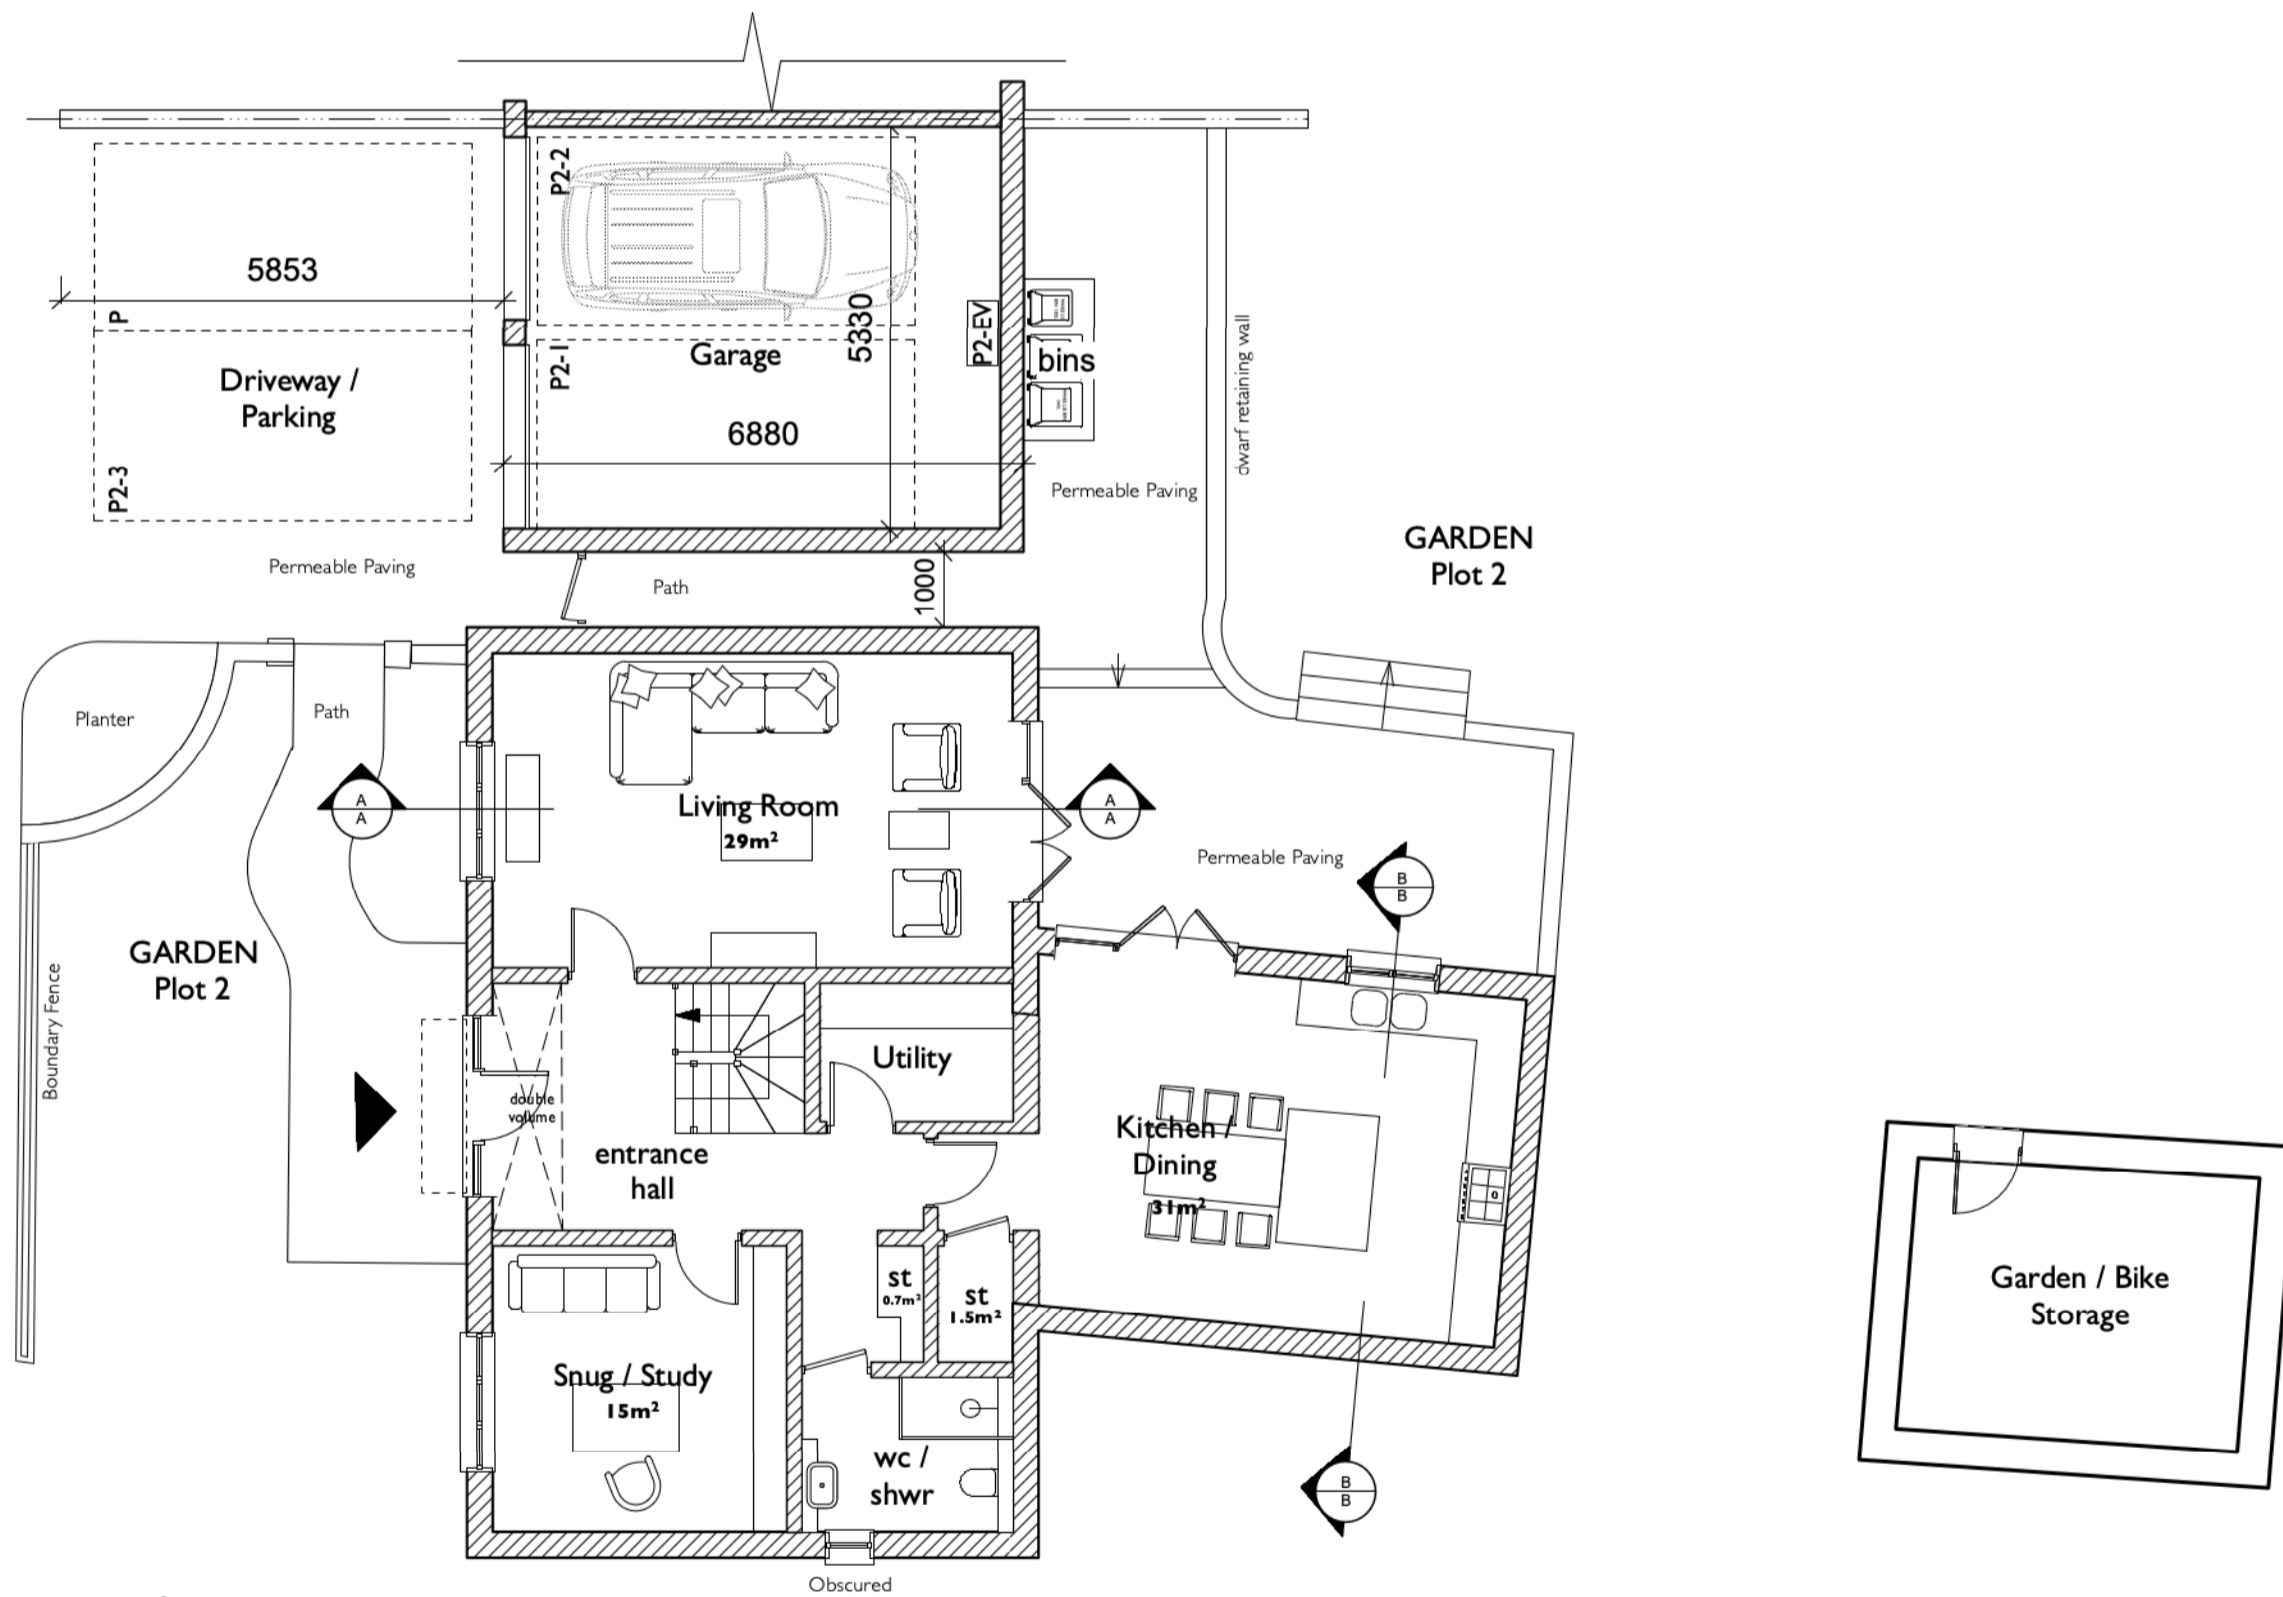 P2-2
5853
P
5330
P2-EV
Garage
P2-1
bins
Driveway /
Parking
6880
P2-3
dwarf retaining wall
Permeable Paving
GARDEN
Plot 2
Permeable Paving
Path
1000
Planter
Path
A
A
Living Room
29m²
A
A
Permeable Paving
B
B
GARDEN
Plot 2
Boundary Fence
Utility
double
volume
entrance
hall
Kitchen /
Dining
31m²
st
0.7m²
st
1.5m²
Garden / Bike
Storage
Snug / Study
15m²
wc /
shwr
B
B
Obscured